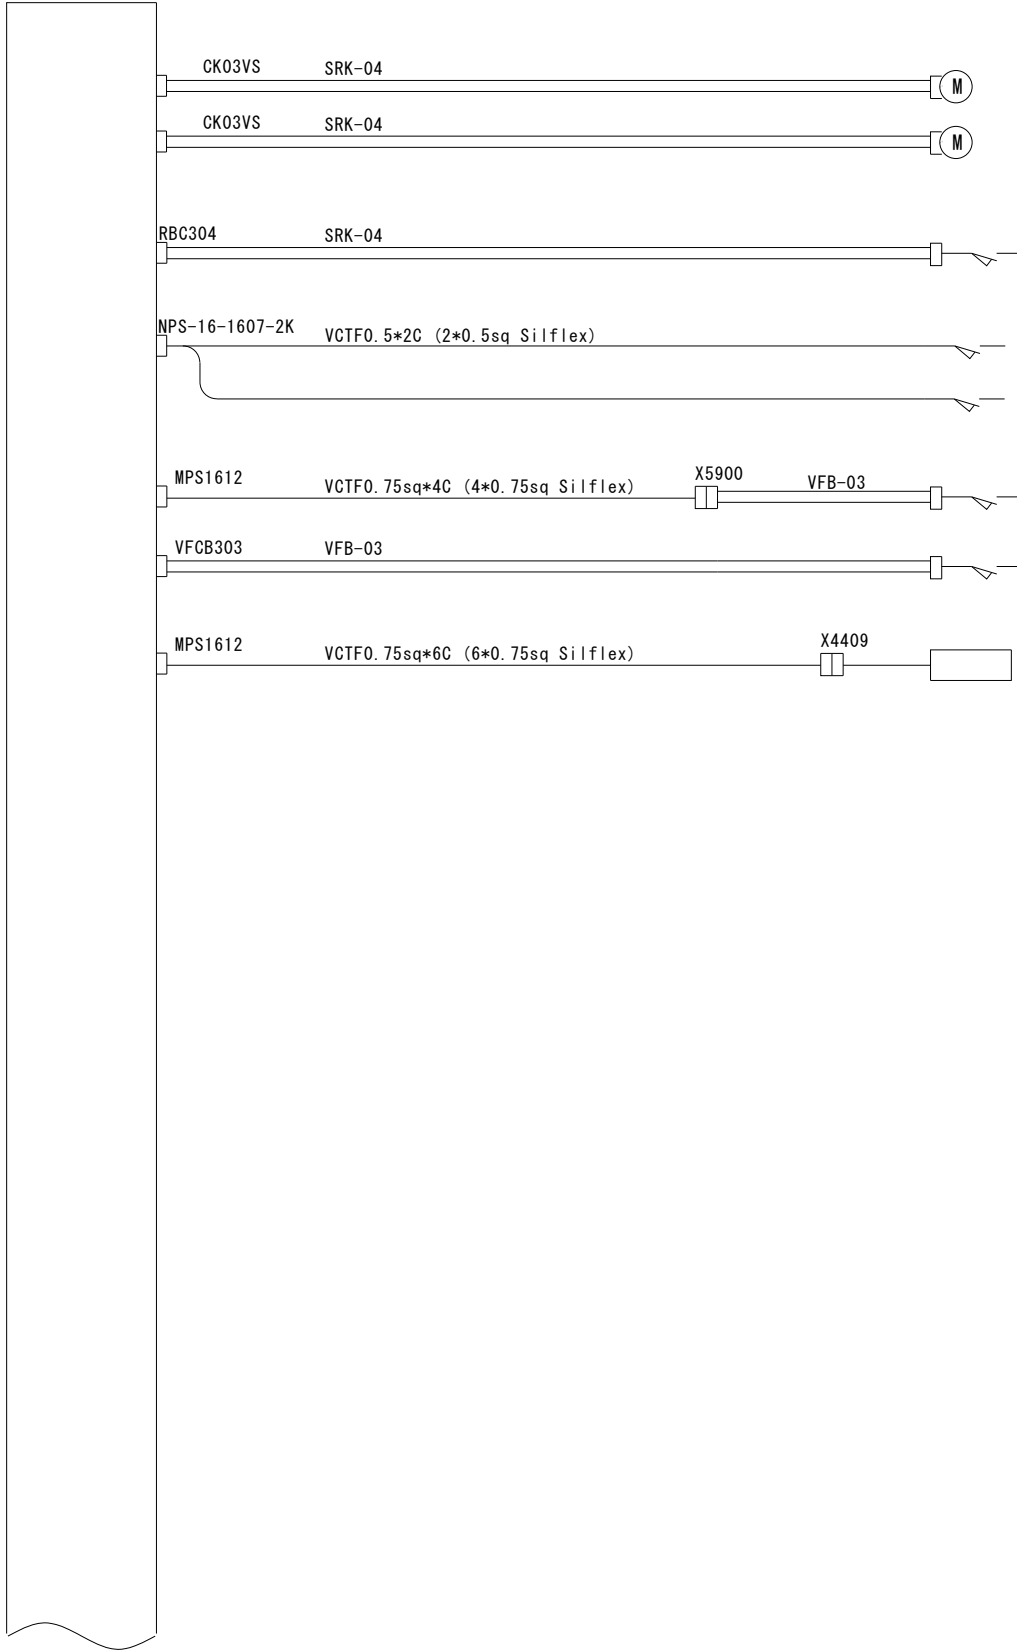 CK03VS SRK-04
M
CK03VS SRK-04
M
RBC304 SRK-04
NPS-16-1607-2K VCTF0.5*2C (2*0.5sq Silflex)
MPS1612 VCTF0.75sq*4C (4*0.75sq Silflex) X5900 VFB-03
VFCB303 VFB-03
MPS1612 VCTF0.75sq*6C (6*0.75sq Silflex) X4409